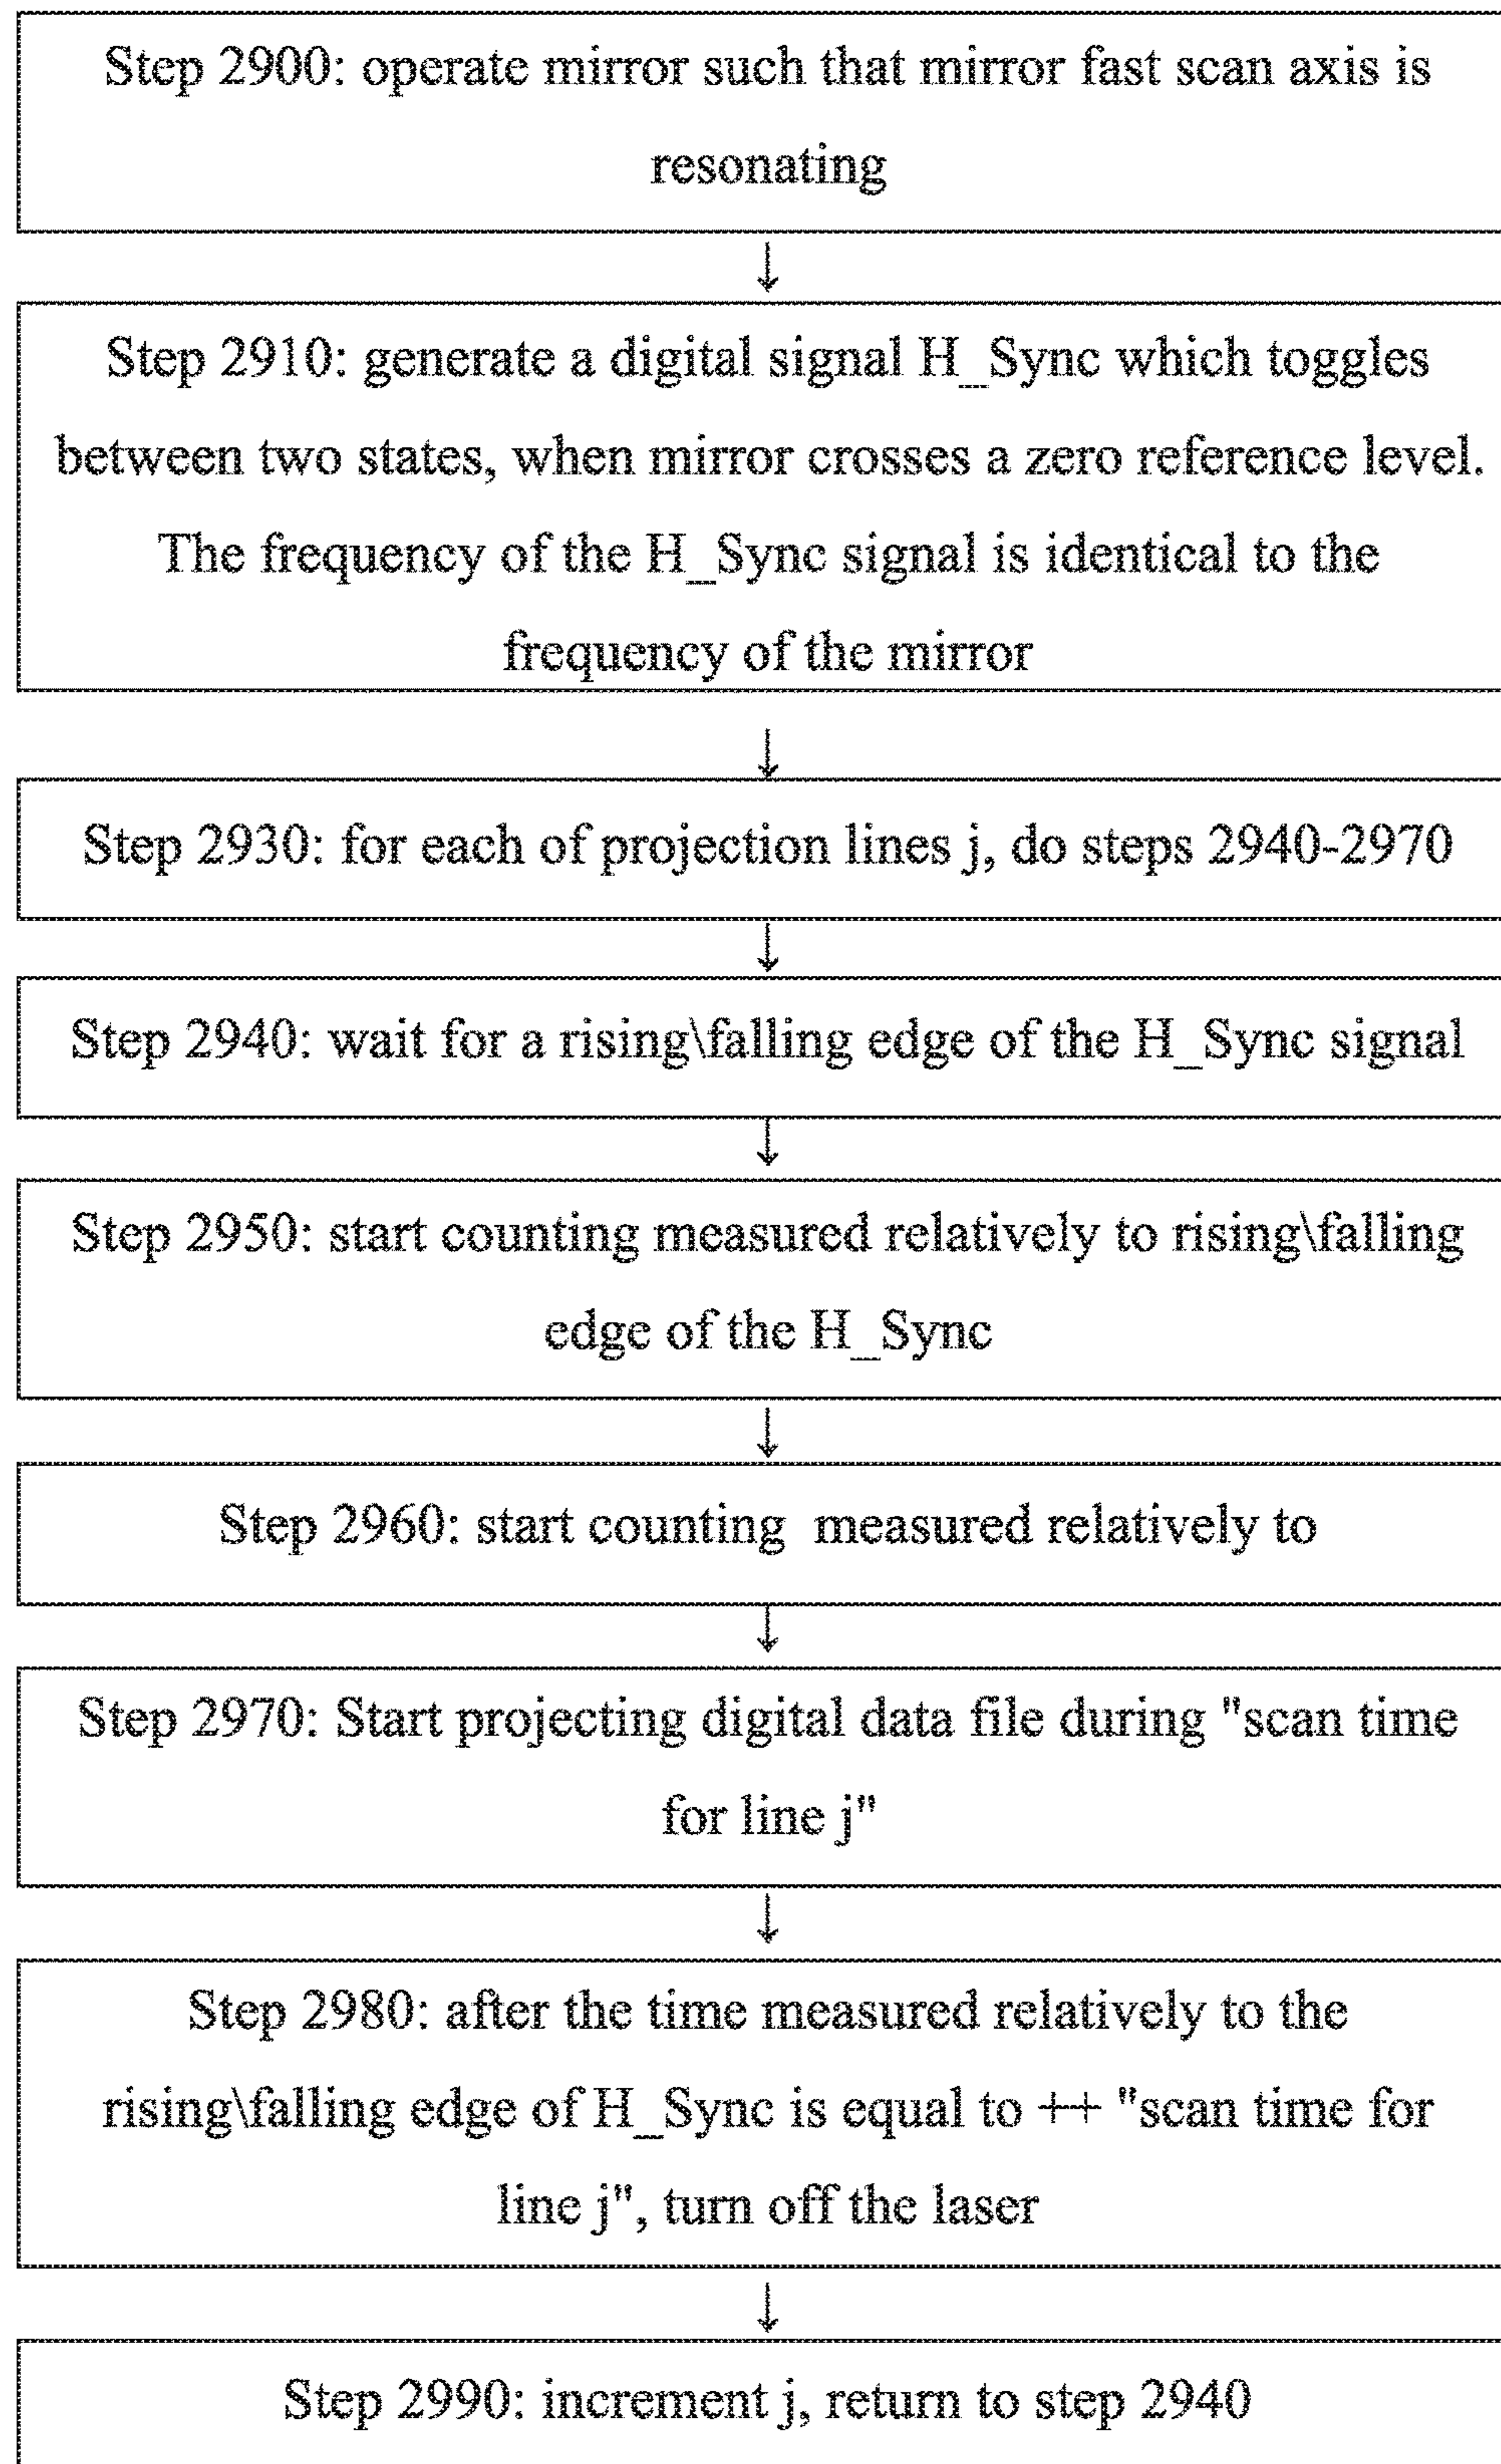 Step 2900: operate mirror such that mirror fast scan axis is
resonating
↓
Step 2910: generate a digital signal H_Sync which toggles
between two states, when mirror crosses a zero reference level.
The frequency of the H_Sync signal is identical to the
frequency of the mirror
↓
Step 2930: for each of projection lines j, do steps 2940-2970
↓
Step 2940: wait for a rising\falling edge of the H_Sync signal
↓
Step 2950: start counting measured relatively to rising\falling
edge of the H_Sync
↓
Step 2960: start counting  measured relatively to
↓
Step 2970: Start projecting digital data file during "scan time
for line j"
↓
Step 2980: after the time measured relatively to the
rising\falling edge of H_Sync is equal to ++ "scan time for
line j", turn off the laser
↓
Step 2990: increment j, return to step 2940